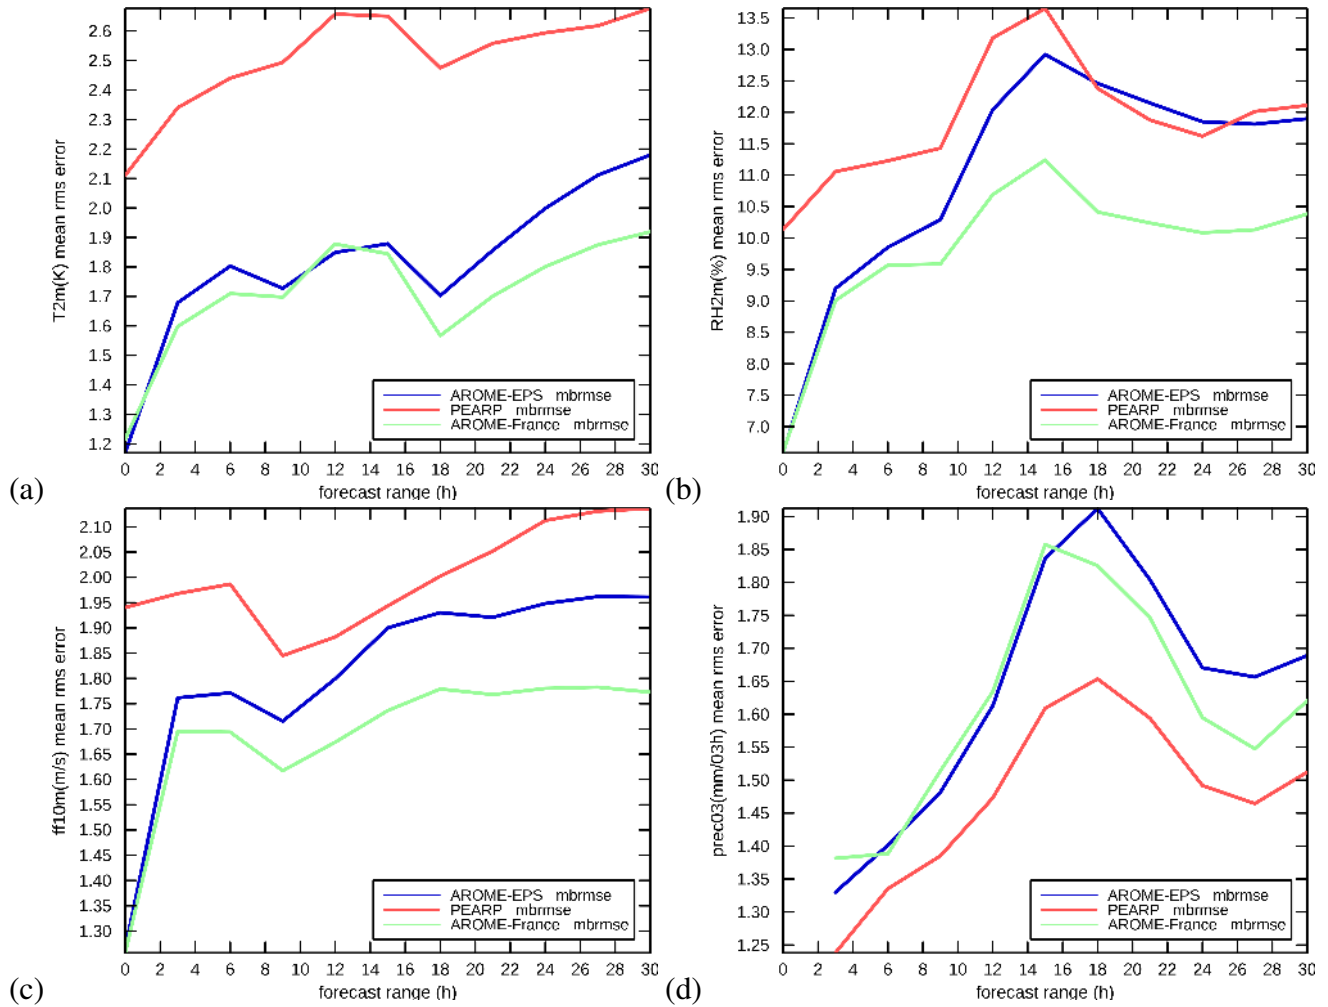 2.6
2.5
2.4
2.3
2.2
2.1
2.0
1.9
1.8
1.7
1.6
1.5
1.4
1.3
1.2
T2m(K) mean rms error
AROME-EPS mbrmse
PEARP mbrmse
AROME-France mbrmse
0 2 4 6 8 10 12 14 16 18 20 22 24 26 28 30
forecast range (h)
(a)
13.5
13.0
12.5
12.0
11.5
11.0
10.5
10.0
9.5
9.0
8.5
8.0
7.5
7.0
RH2m(%) mean rms error
AROME-EPS mbrmse
PEARP mbrmse
AROME-France mbrmse
0 2 4 6 8 10 12 14 16 18 20 22 24 26 28 30
forecast range (h)
(b)
2.10
2.05
2.00
1.95
1.90
1.85
1.80
1.75
1.70
1.65
1.60
1.55
1.50
1.45
1.40
1.35
1.30
ff10m(m/s) mean rms error
AROME-EPS mbrmse
PEARP mbrmse
AROME-France mbrmse
0 2 4 6 8 10 12 14 16 18 20 22 24 26 28 30
forecast range (h)
(c)
1.90
1.85
1.80
1.75
1.70
1.65
1.60
1.55
1.50
1.45
1.40
1.35
1.30
1.25
prec03(mm/03h) mean rms error
AROME-EPS mbrmse
PEARP mbrmse
AROME-France mbrmse
0 2 4 6 8 10 12 14 16 18 20 22 24 26 28 30
forecast range (h)
(d)